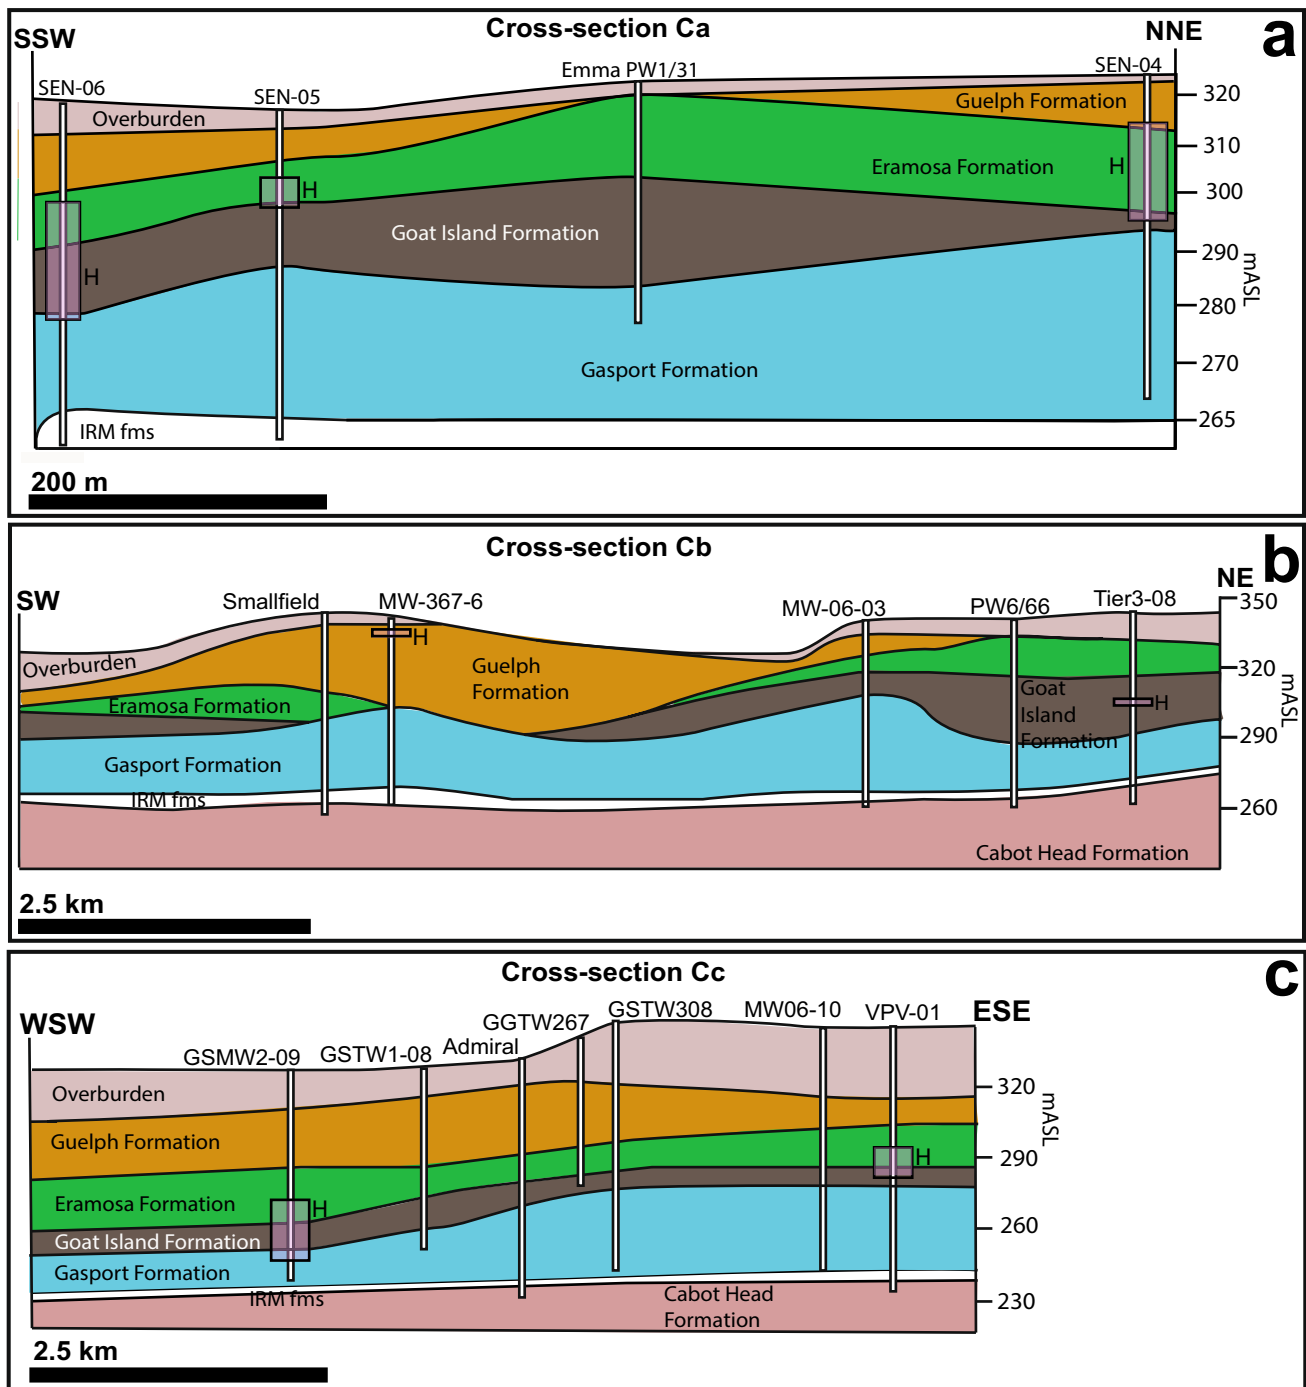 Cross-section Ca
a
SSW
NNE
SEN-06
SEN-05
Emma PW1/31
SEN-04
Overburden
Guelph Formation
Eramosa Formation
Goat Island Formation
Gasport Formation
IRM fms
H
H
H
320
310
300
290
280
270
265
mASL
200 m
Cross-section Cb
b
SW
NE
Smallfield
MW-367-6
MW-06-03
PW6/66
Tier3-08
Overburden
Guelph
Formation
Eramosa Formation
Goat
Island
Formation
Gasport Formation
IRM fms
Cabot Head Formation
H
H
350
320
290
260
mASL
2.5 km
Cross-section Cc
c
WSW
ESE
GSMW2-09
GSTW1-08
Admiral
GGTW267
GSTW308
MW06-10
VPV-01
Overburden
Guelph Formation
Eramosa Formation
Goat Island Formation
Gasport Formation
IRM fms
Cabot Head
Formation
H
H
320
290
260
230
mASL
2.5 km